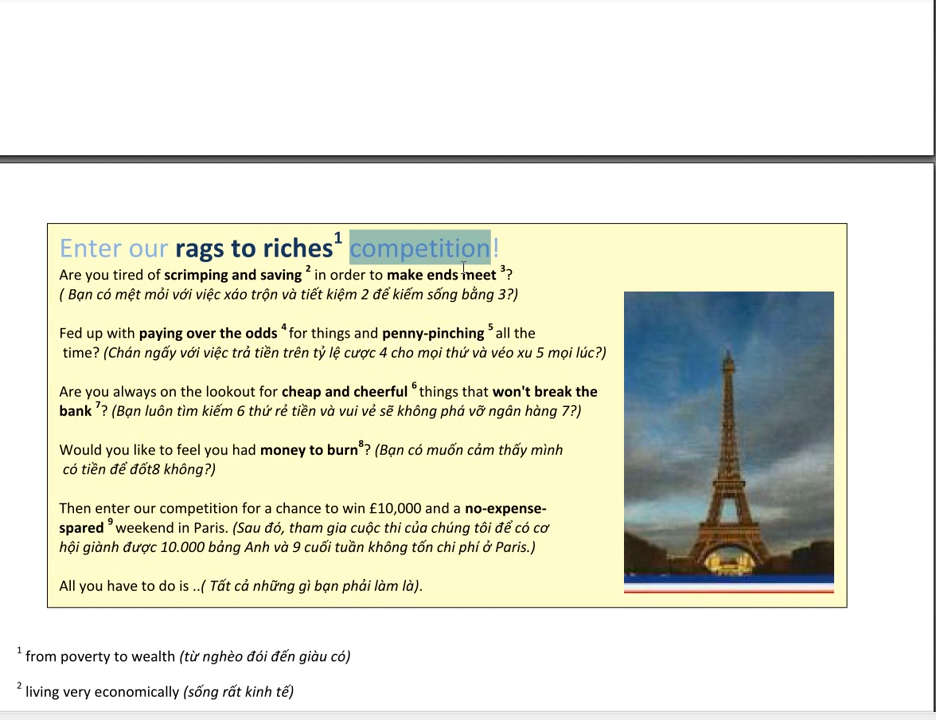 Enter our rags to riches1 competition!
Are you tired of scrimping and saving 2 in order to make ends meet 3?
( Bạn có mệt mỏi với việc xáo trộn và tiết kiệm 2 để kiếm sống bằng 3?)
Fed up with paying over the odds 4 for things and penny-pinching 5 all the
time? (Chán ngấy với việc trả tiền trên tỷ lệ cược 4 cho mọi thứ và véo xu 5 mọi lúc?)
Are you always on the lookout for cheap and cheerful 6 things that won't break the
bank 7? (Bạn luôn tìm kiếm 6 thứ rẻ tiền và vui vẻ sẽ không phá vỡ ngân hàng 7?)
Would you like to feel you had money to burn8? (Bạn có muốn cảm thấy mình
có tiền để đốt8 không?)
Then enter our competition for a chance to win £10,000 and a no-expense-
spared 9 weekend in Paris. (Sau đó, tham gia cuộc thi của chúng tôi để có cơ
hội giành được 10.000 bảng Anh và 9 cuối tuần không tốn chi phí ở Paris.)
All you have to do is ..( Tất cả những gì bạn phải làm là).
1 from poverty to wealth (từ nghèo đói đến giàu có)
2 living very economically (sống rất kinh tế)